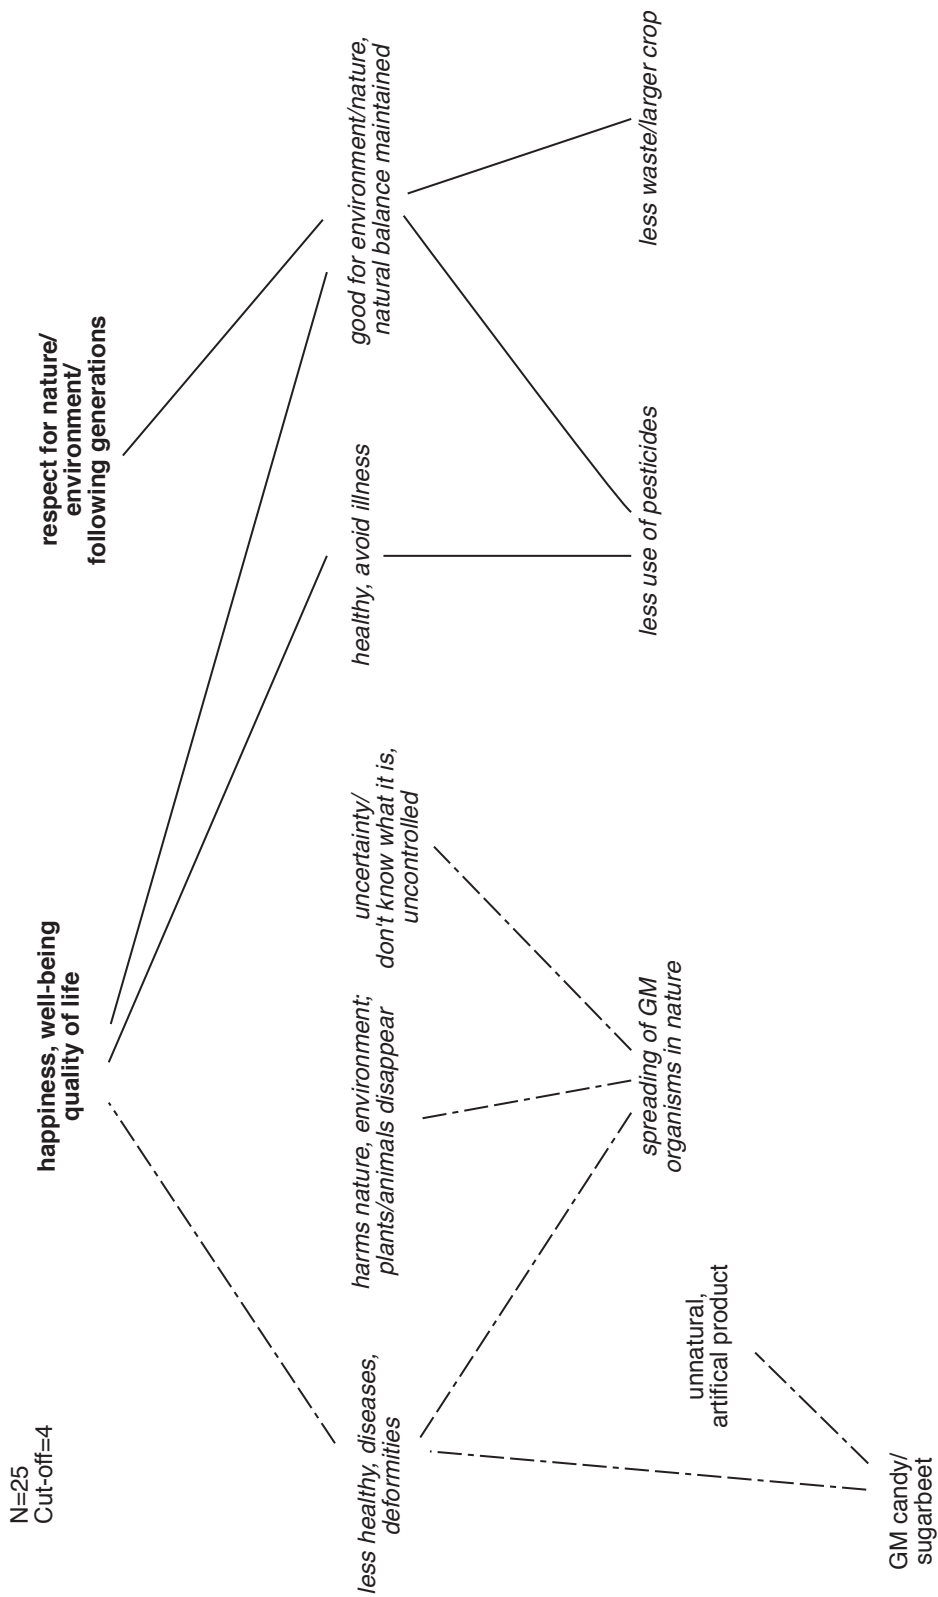 N=25
Cut-off=4
happiness, well-being
quality of life
respect for nature/
environment/
following generations
less healthy, diseases,
deformities
harms nature, environment;
plants/animals disappear
uncertainty/
don't know what it is,
uncontrolled
healthy, avoid illness
good for environment/nature,
natural balance maintained
spreading of GM
organisms in nature
less use of pesticides
less waste/larger crop
unnatural,
artifical product
GM candy/
sugarbeet